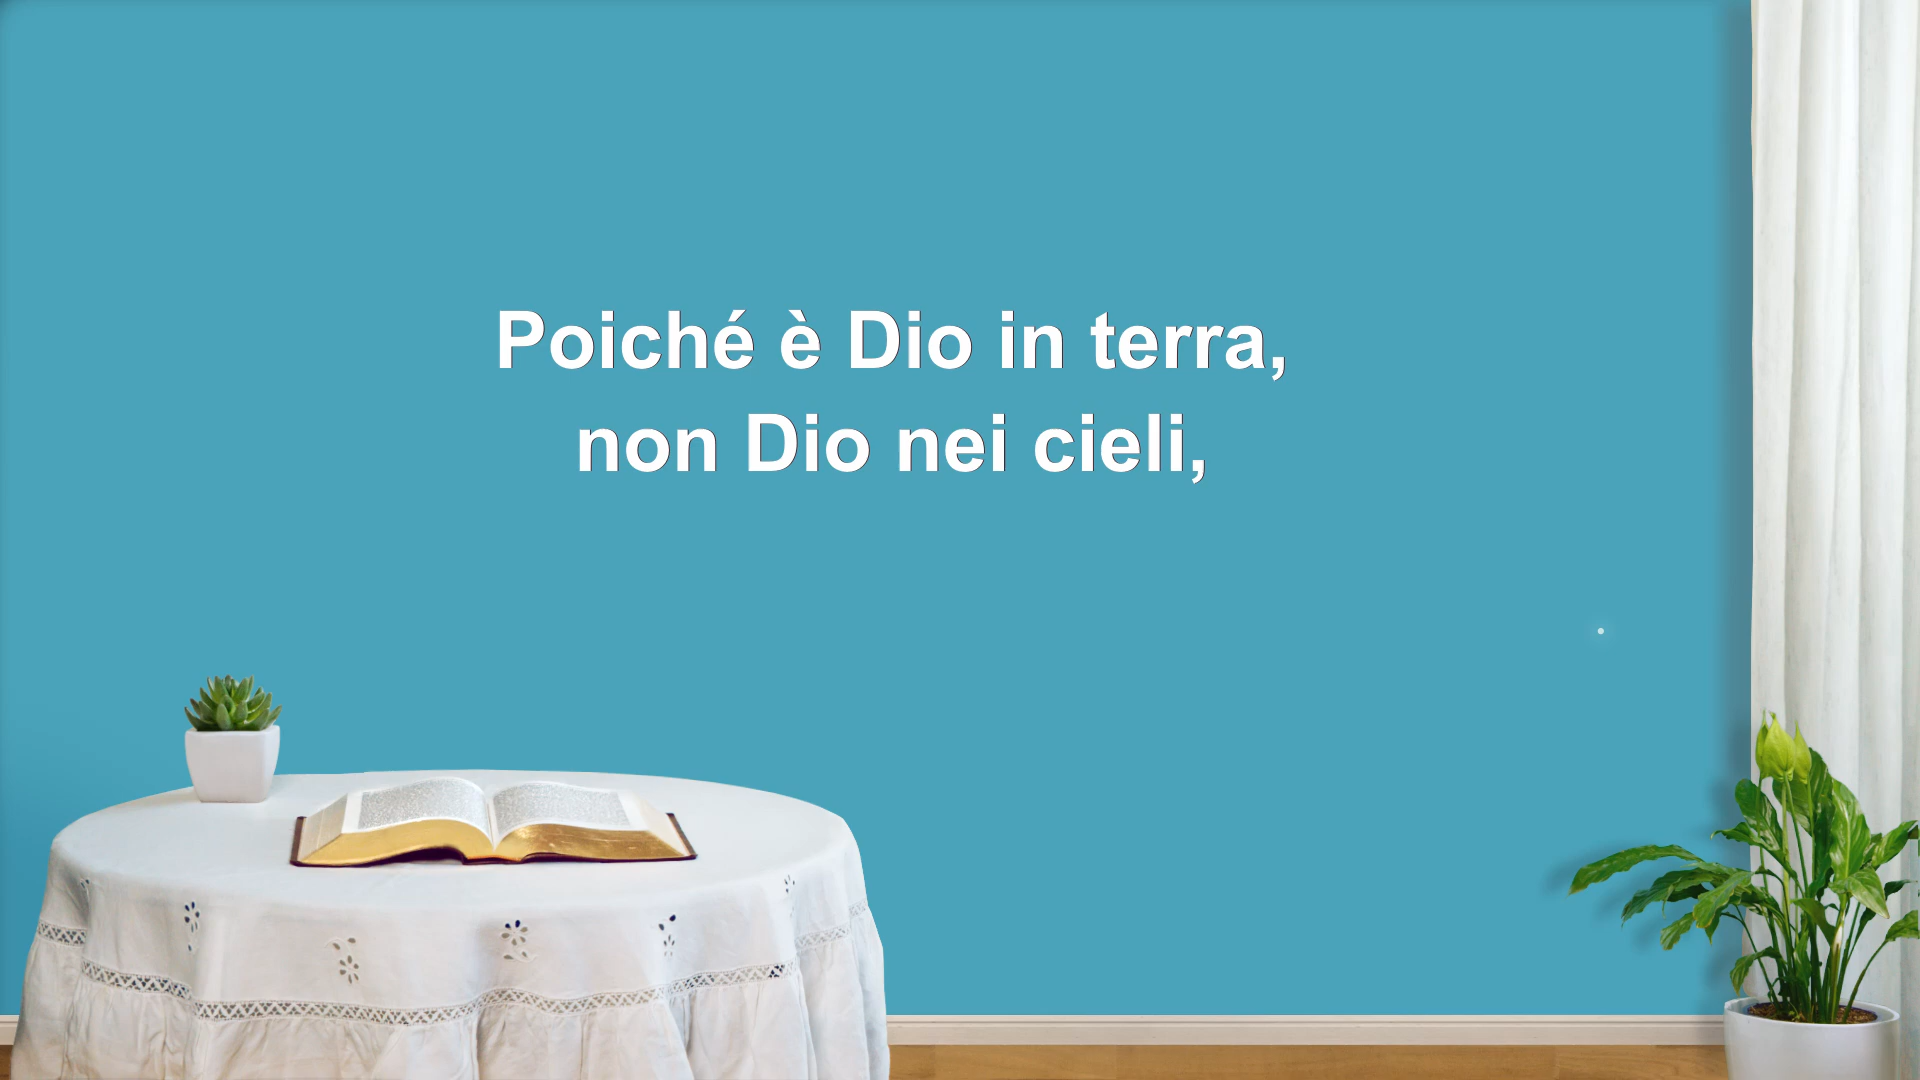 Poiché è Dio in terra,
non Dio nei cieli,